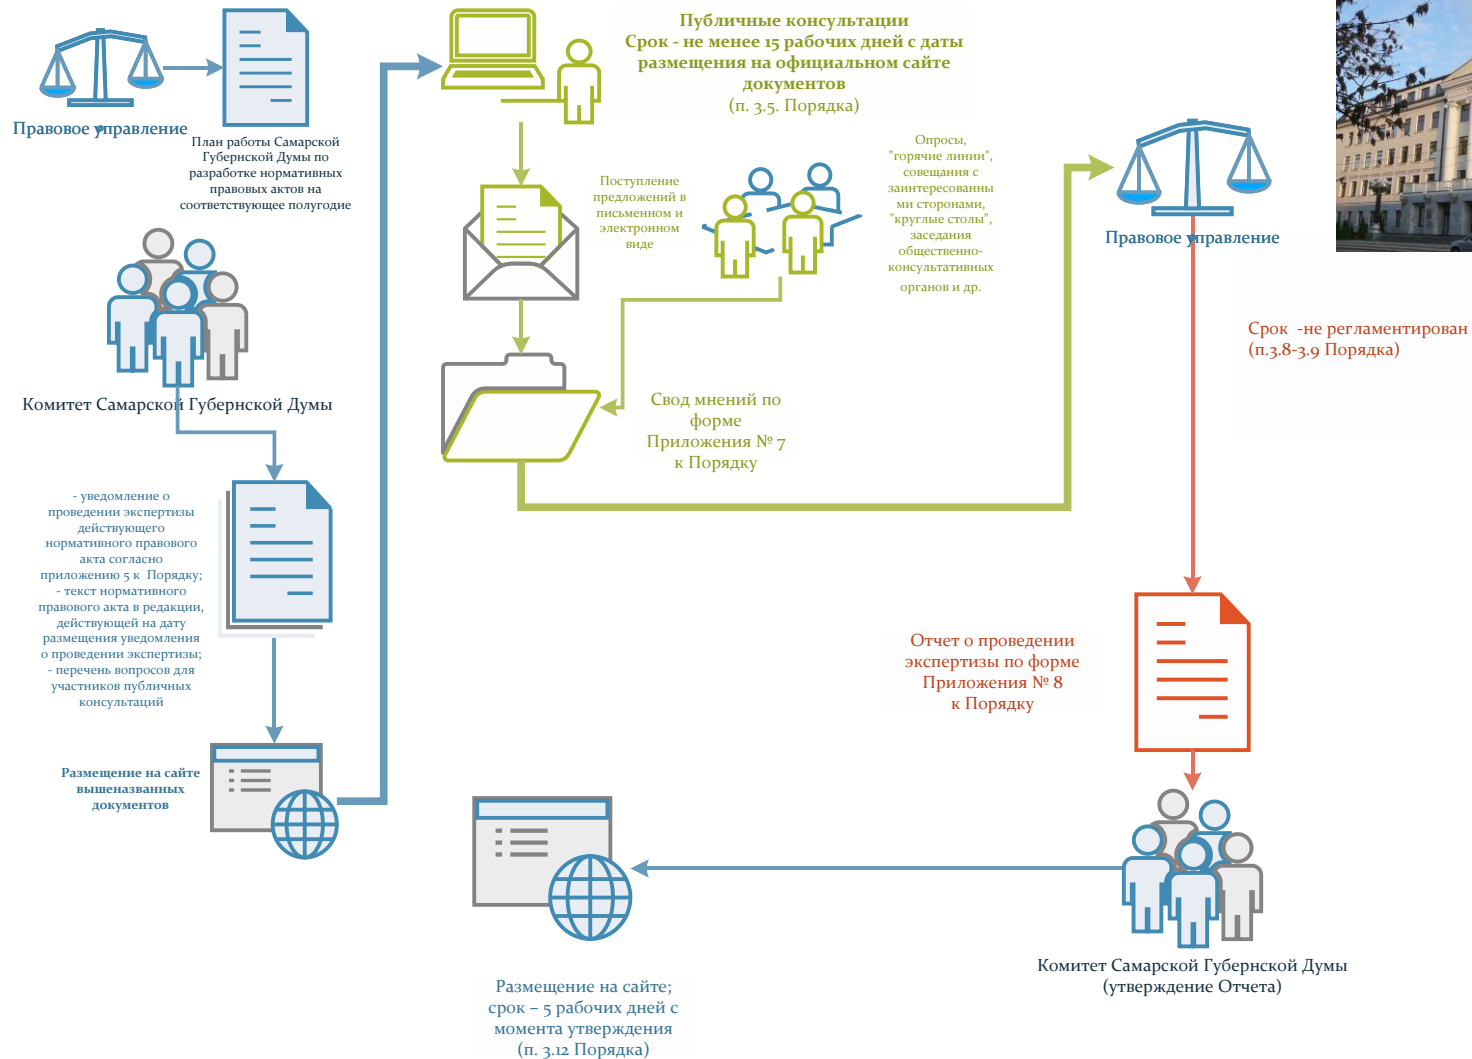 Правовое управление
План работы Самарской
Губернской Думы по
разработке нормативных
правовых актов на
соответствующее полугодие
Комитет Самарской Губернской Думы
- уведомление о
проведении экспертизы
действующего
нормативного правового
акта согласно
приложению 5 к Порядку;
- текст нормативного
правового акта в редакции,
действующей на дату
размещения уведомления
о проведении экспертизы;
- перечень вопросов для
участников публичных
консультаций
Размещение на сайте
вышеназванных
документов
Публичные консультации
Срок - не менее 15 рабочих дней с даты
размещения на официальном сайте
документов
(п. 3.5. Порядка)
Поступление
предложений в
письменном и
электронном
виде
Опросы,
"горячие линии",
совещания с
заинтересованны
ми сторонами,
"круглые столы",
заседания
общественно-
консультативных
органов и др.
Свод мнений по
форме
Приложения № 7
к Порядку
Правовое управление
Срок -не регламентирован
(п.3.8-3.9 Порядка)
Отчет о проведении
экспертизы по форме
Приложения № 8
к Порядку
Комитет Самарской Губернской Думы
(утверждение Отчета)
Размещение на сайте;
срок – 5 рабочих дней с
момента утверждения
(п. 3.12 Порядка)